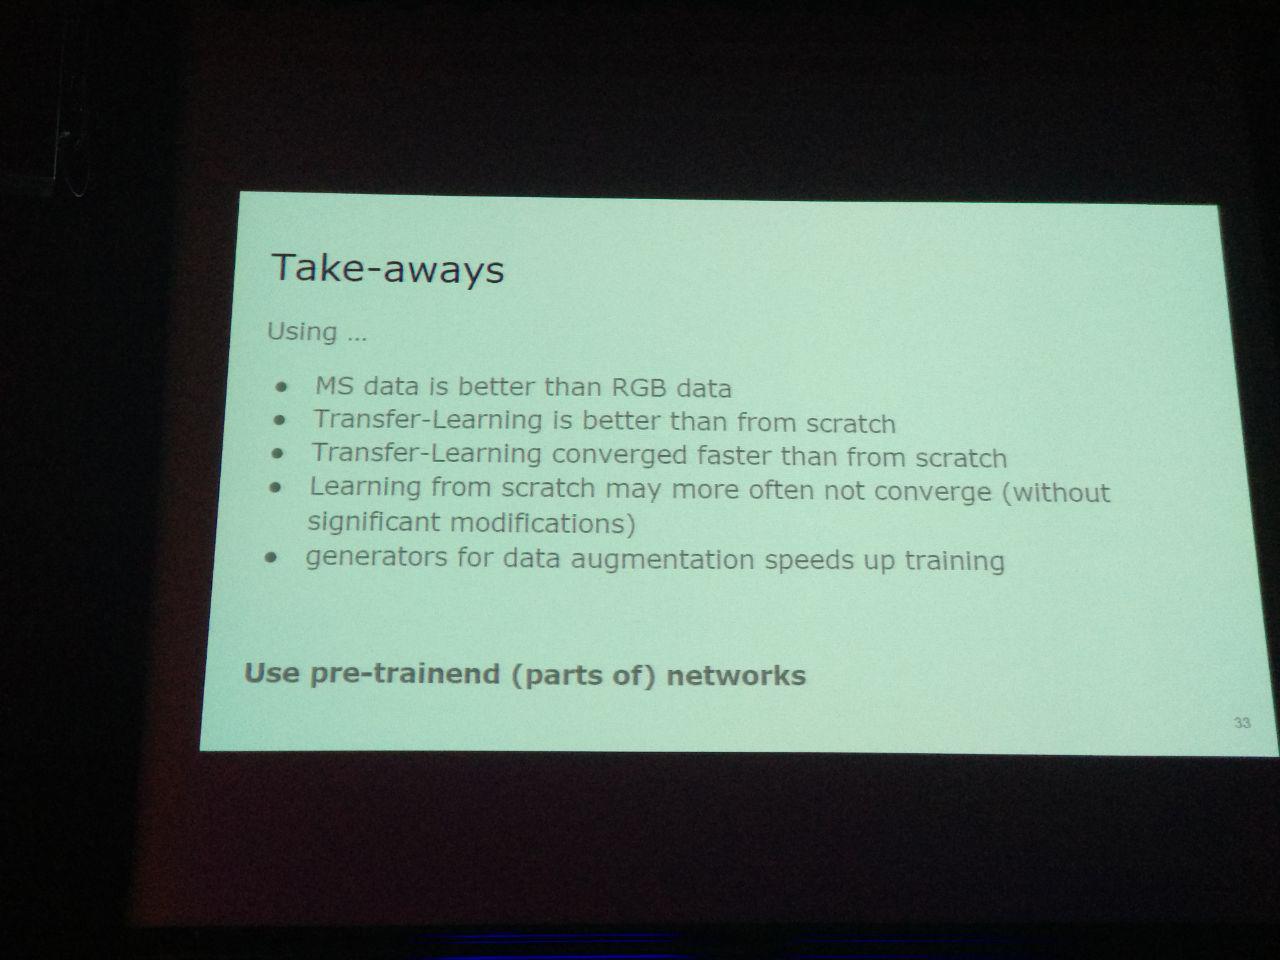 Take-aways
Using ...
● MS data is better than RGB data
● Transfer-Learning is better than from scratch
● Transfer-Learning converged faster than from scratch
● Learning from scratch may more often not converge (without
significant modifications)
● generators for data augmentation speeds up training
Use pre-trainend (parts of) networks
33